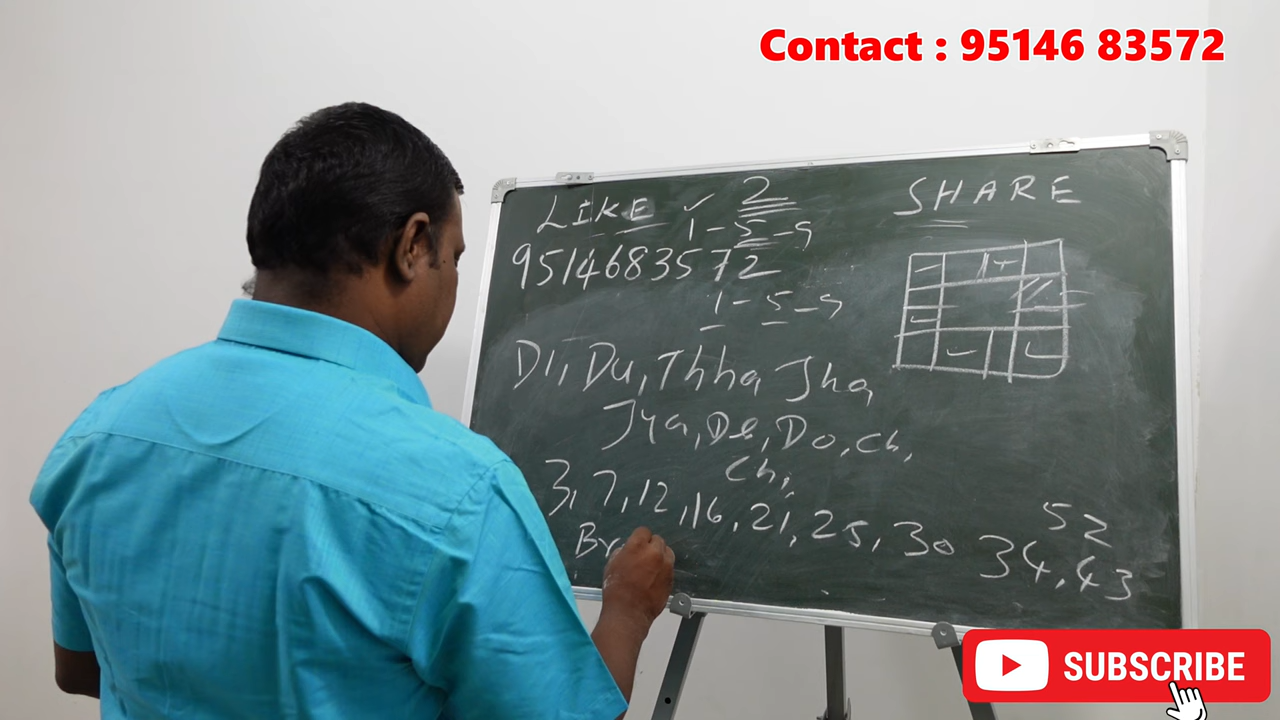 Contact : 95146 83572
LIKE ✓ 2
SHARE
1-5-9
9514683572
1-5-9
DI, Du, Thha Jha,
Jya, De, Do, Ch,
Chi,
3, 7, 12, 16, 21, 25, 30 34, 43
52
Br
SUBSCRIBE